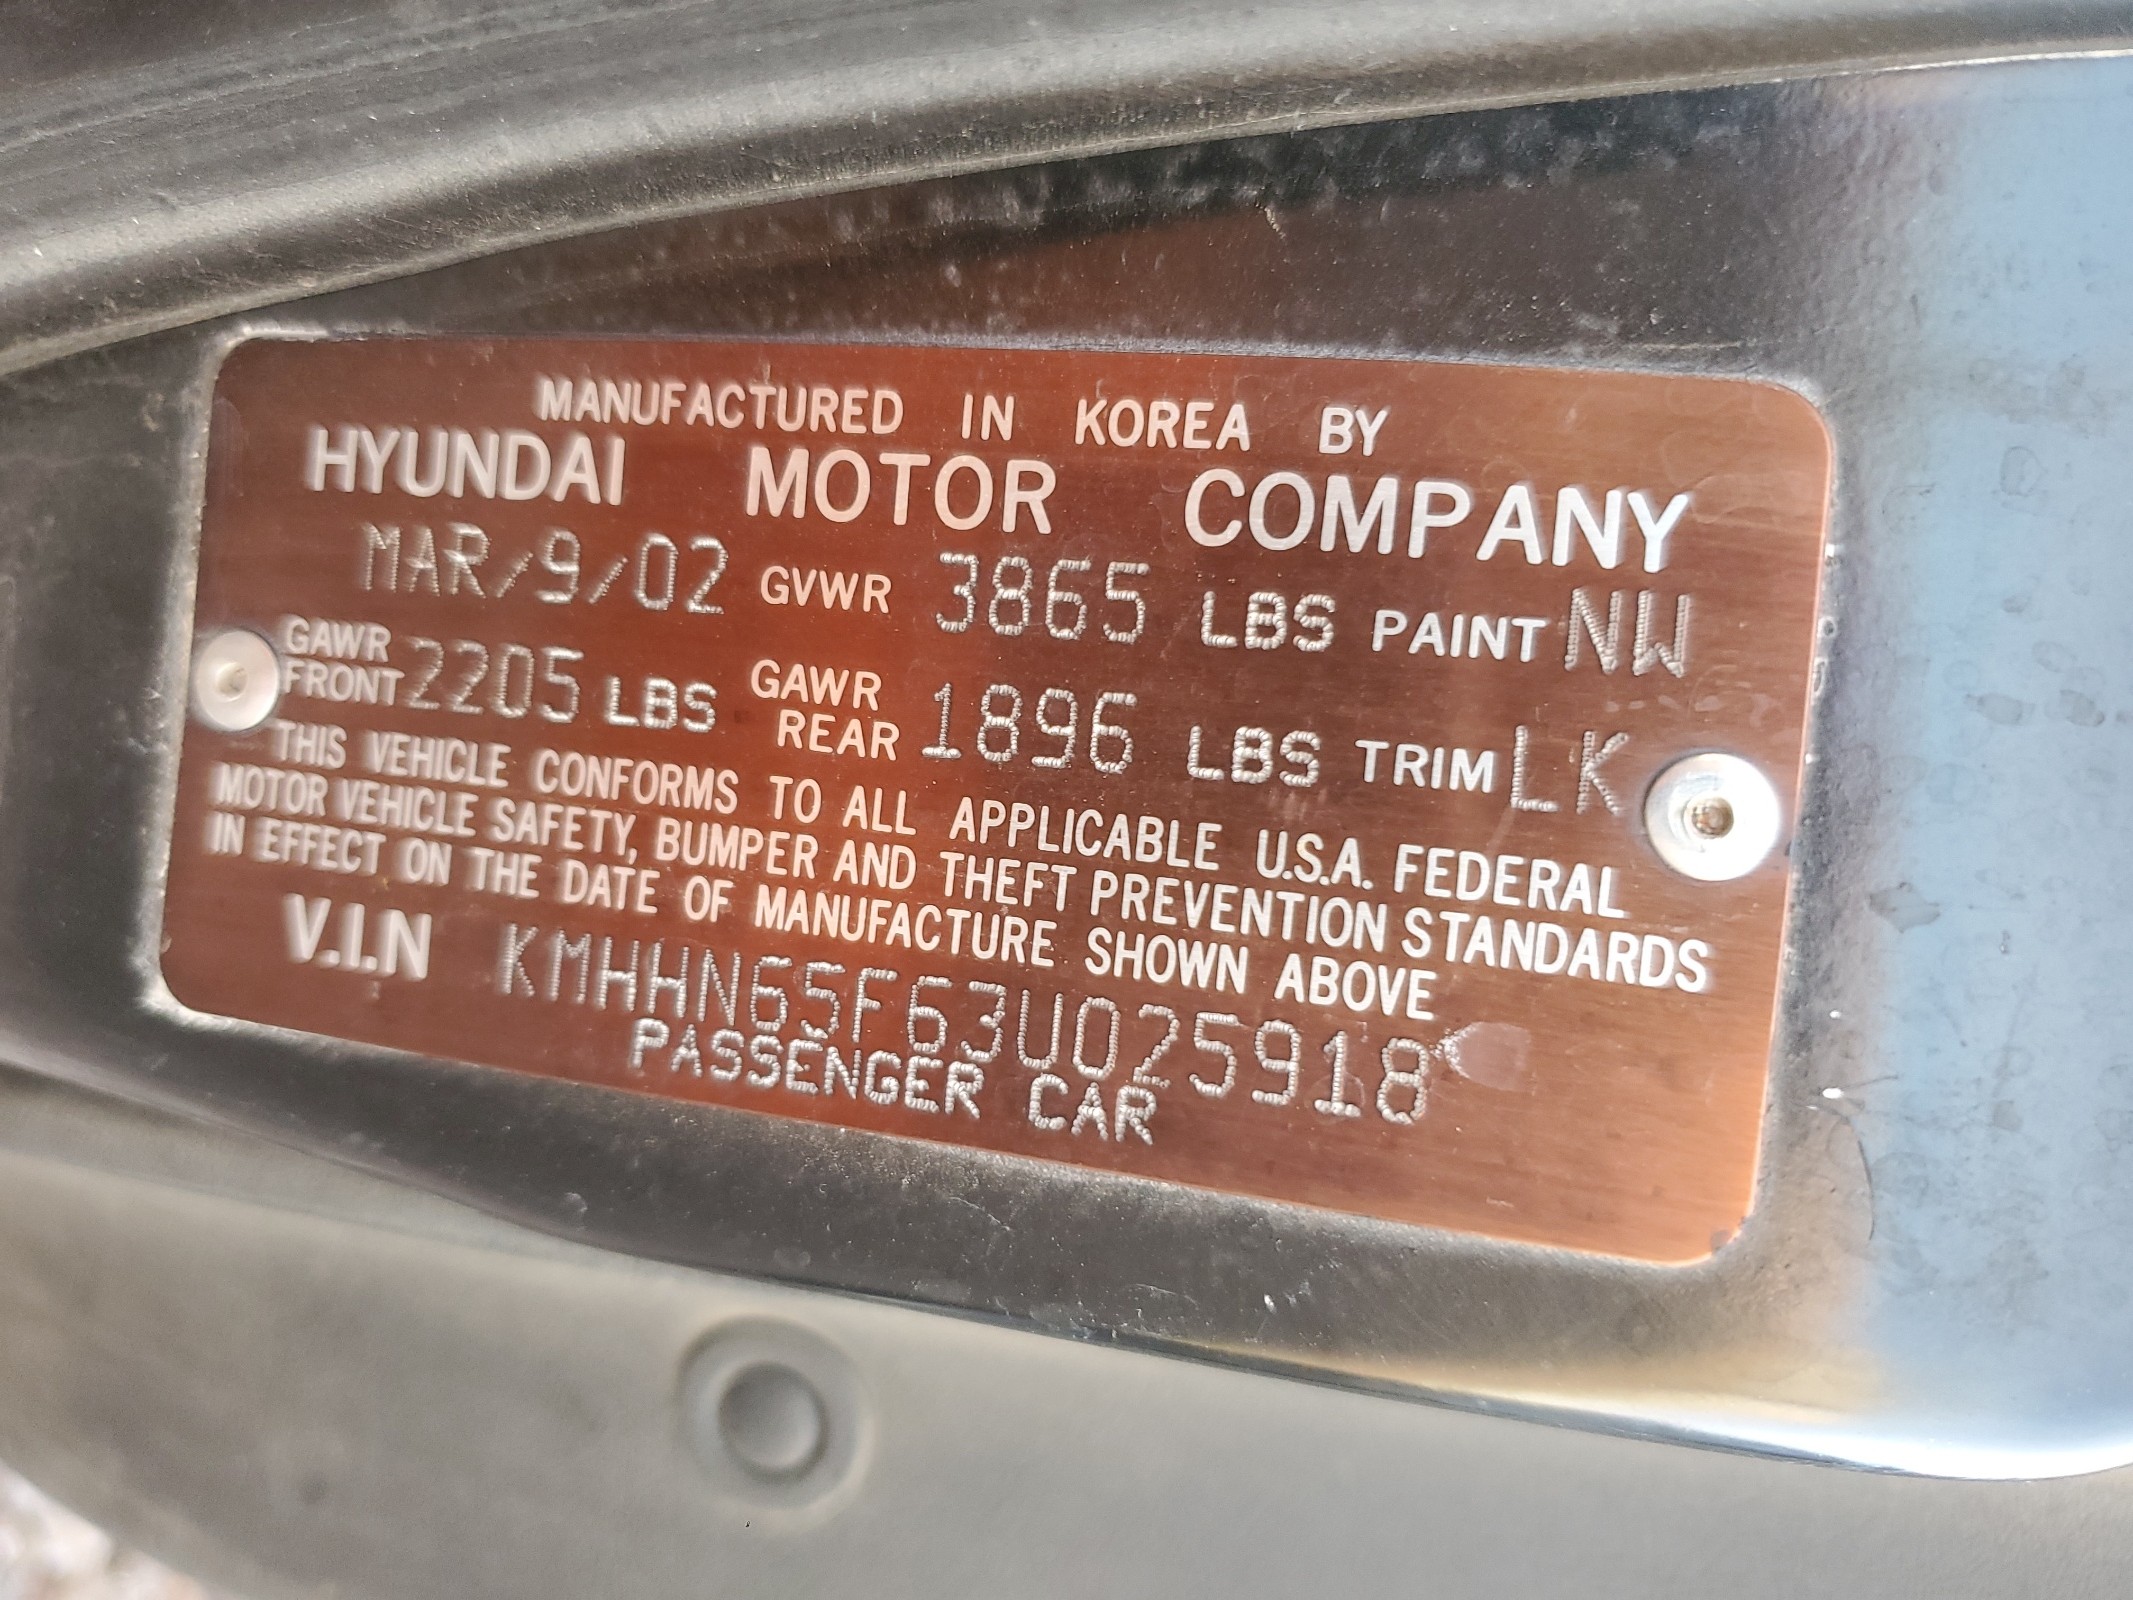 MANUFACTURED IN KOREA BY
HYUNDAI MOTOR COMPANY
MAR/9/02 GVWR 3865 LBS PAINT NW
GAWR FRONT 2205 LBS GAWR REAR 1896 LBS TRIM LK
THIS VEHICLE CONFORMS TO ALL APPLICABLE U.S.A. FEDERAL
MOTOR VEHICLE SAFETY, BUMPER AND THEFT PREVENTION STANDARDS
IN EFFECT ON THE DATE OF MANUFACTURE SHOWN ABOVE
V.I.N KMHHN65F63U025918
PASSENGER CAR